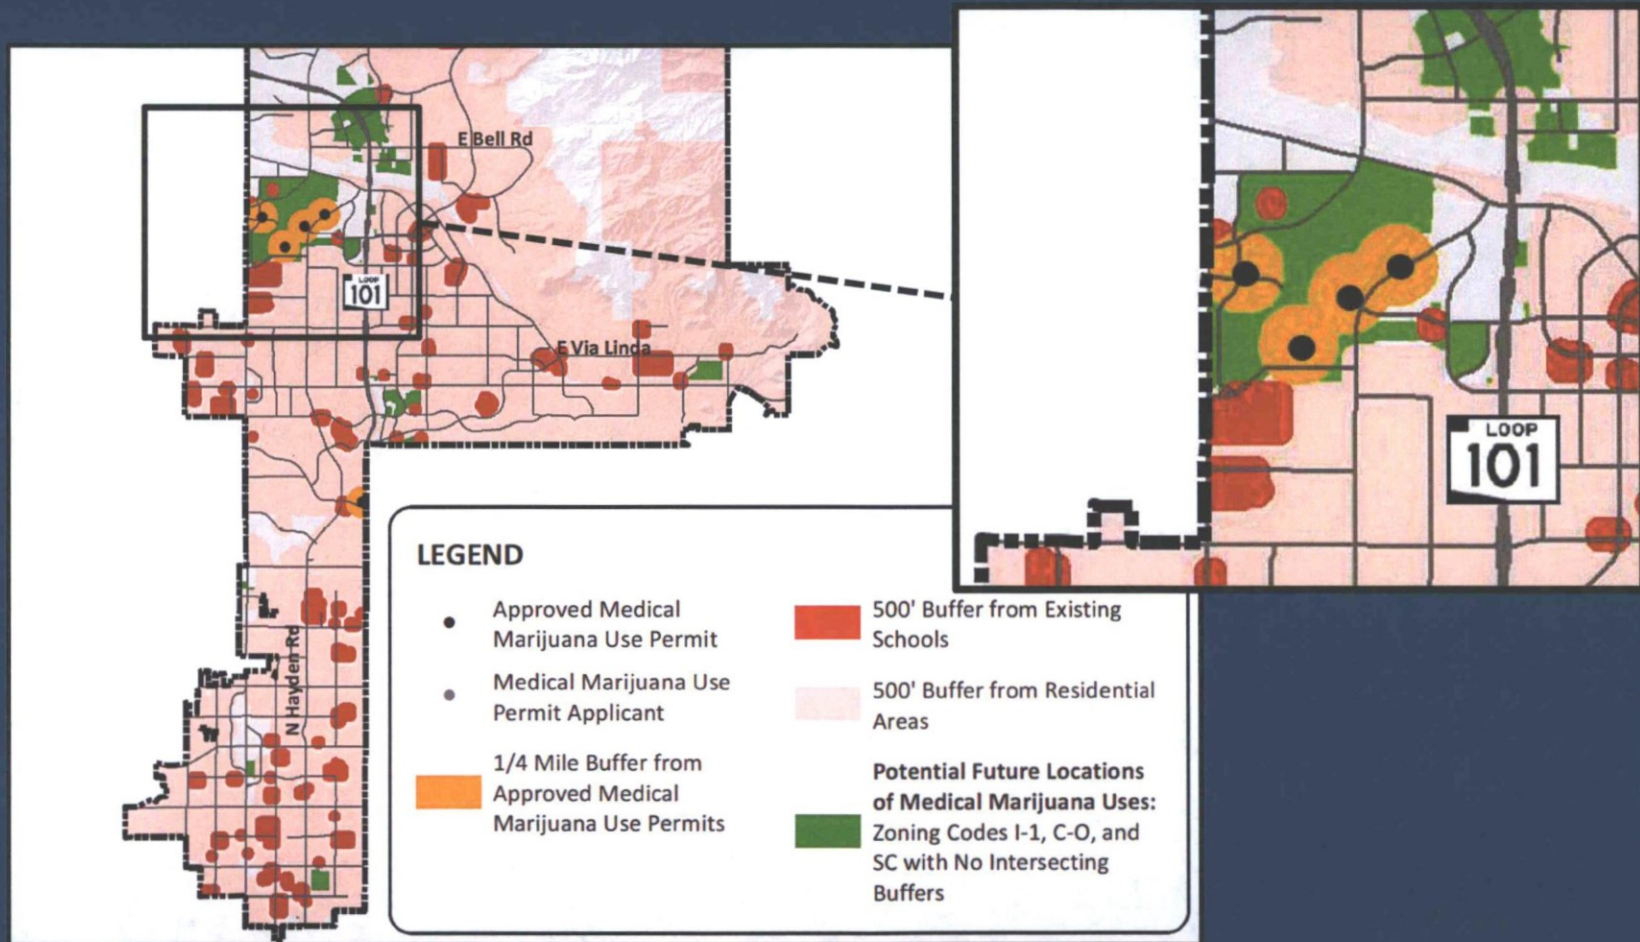 E Bell Rd
LOOP
101
E Via Linda
N Hayden Rd
LOOP
101
LEGEND
Approved Medical
Marijuana Use Permit
Medical Marijuana Use
Permit Applicant
1/4 Mile Buffer from
Approved Medical
Marijuana Use Permits
500' Buffer from Existing
Schools
500' Buffer from Residential
Areas
Potential Future Locations
of Medical Marijuana Uses:
Zoning Codes I-1, C-O, and
SC with No Intersecting
Buffers